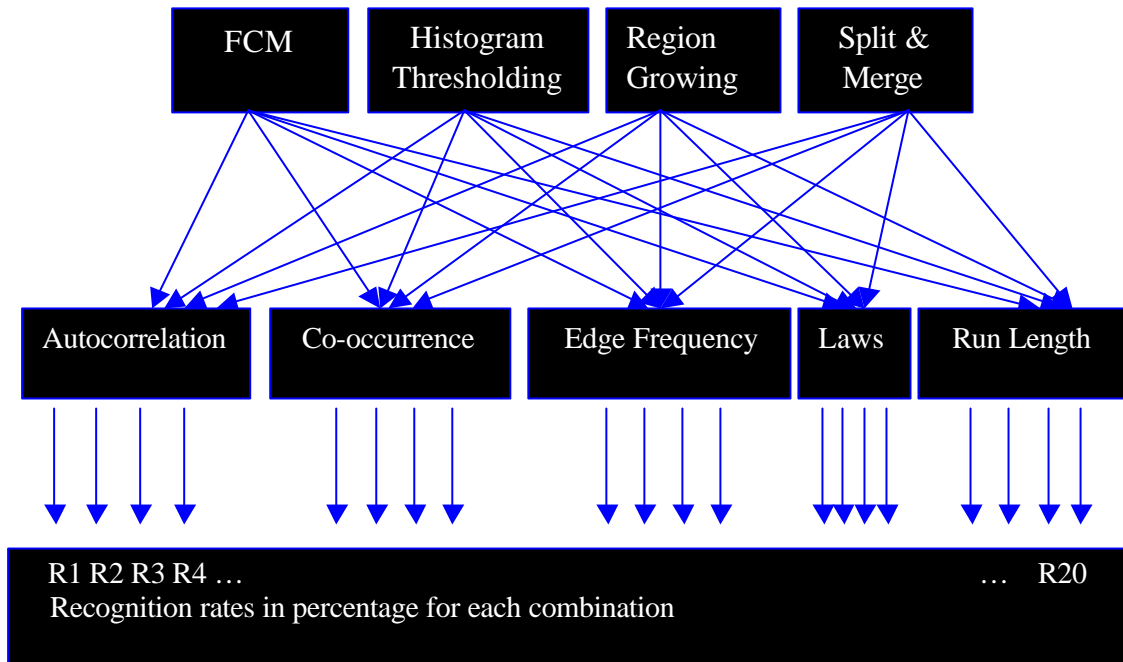 FCM
Histogram
Thresholding
Region
Growing
Split &
Merge
Autocorrelation
Co-occurrence
Edge Frequency
Laws
Run Length
R1 R2 R3 R4 … … R20
Recognition rates in percentage for each combination